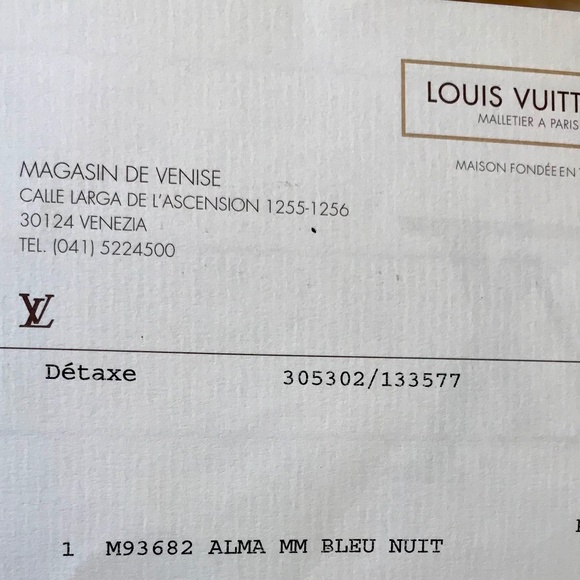 LOUIS VUITT
MALLETIER A PARIS
MAISON FONDÉE EN
MAGASIN DE VENISE
CALLE LARGA DE L'ASCENSION 1255-1256
30124 VENEZIA
TEL. (041) 5224500
LV
Détaxe 305302/133577
1 M93682 ALMA MM BLEU NUIT